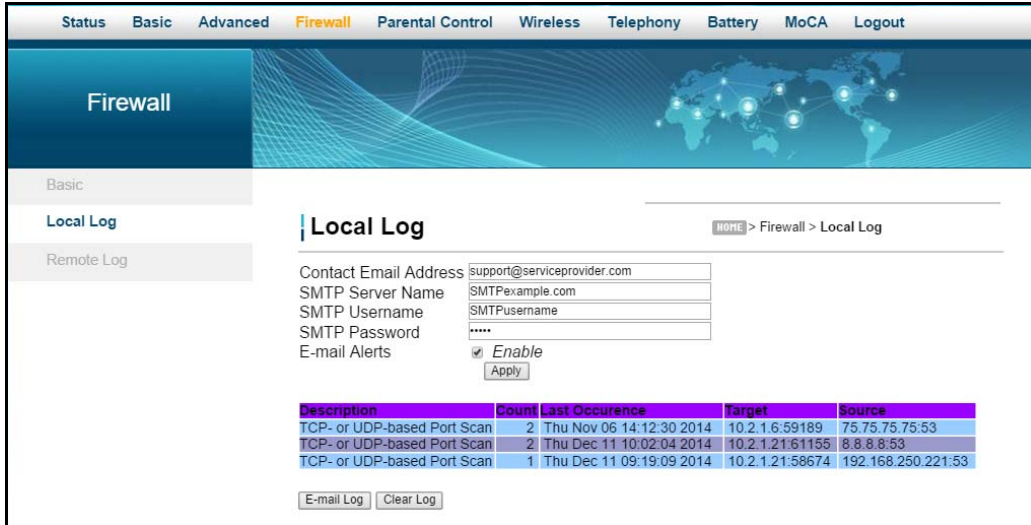 Status Basic Advanced Firewall Parental Control Wireless Telephony Battery MoCA Logout
Firewall
Basic
Local Log
Remote Log
Local Log
HOME > Firewall > Local Log
Contact Email Address support@serviceprovider.com
SMTP Server Name SMTPexample.com
SMTP Username SMTPusername
SMTP Password •••••
E-mail Alerts Enable
Apply
Description Count Last Occurence Target Source
TCP- or UDP-based Port Scan 2 Thu Nov 06 14:12:30 2014 10.2.1.6:59189 75.75.75.75:53
TCP- or UDP-based Port Scan 2 Thu Dec 11 10:02:04 2014 10.2.1.21:61155 8.8.8.8:53
TCP- or UDP-based Port Scan 1 Thu Dec 11 09:19:09 2014 10.2.1.21:58674 192.168.250.221:53
E-mail Log Clear Log